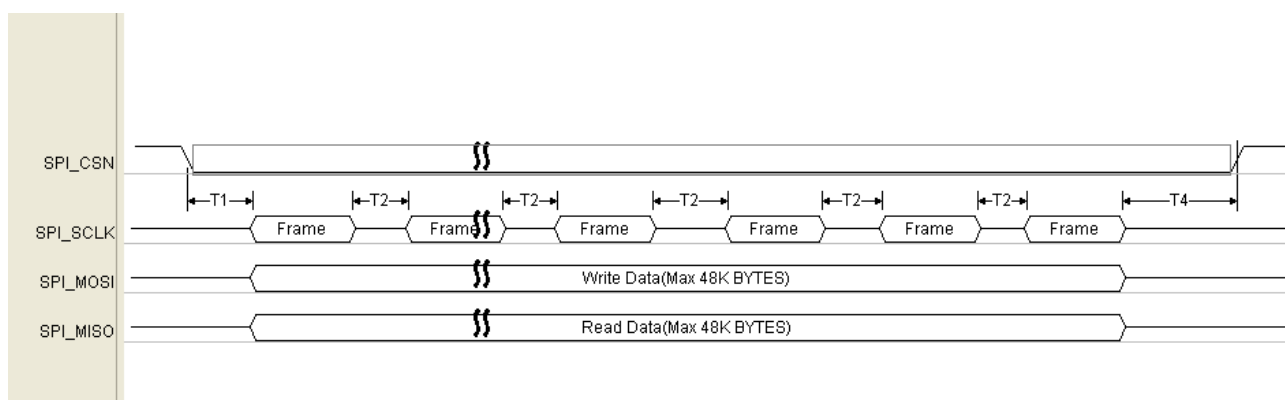 SPI_CSN
T1 T2 T2 T2 T2 T2 T4
SPI_SCLK Frame Frame Frame Frame Frame Frame
SPI_MOSI Write Data(Max 48K BYTES)
SPI_MISO Read Data(Max 48K BYTES)